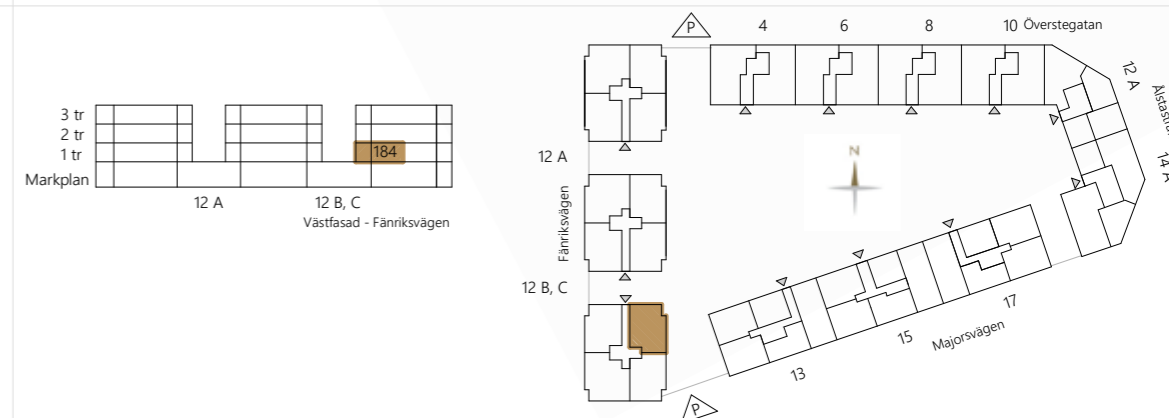 3 tr
2 tr
1 tr
184
Markplan
12 A
12 B, C
Västfasad - Fänriksvägen
P
4
6
8
10 Överstegatan
12 A
14 A
N
12 A
Fänriksvägen
12 B, C
17
15
Majorsvägen
13
P